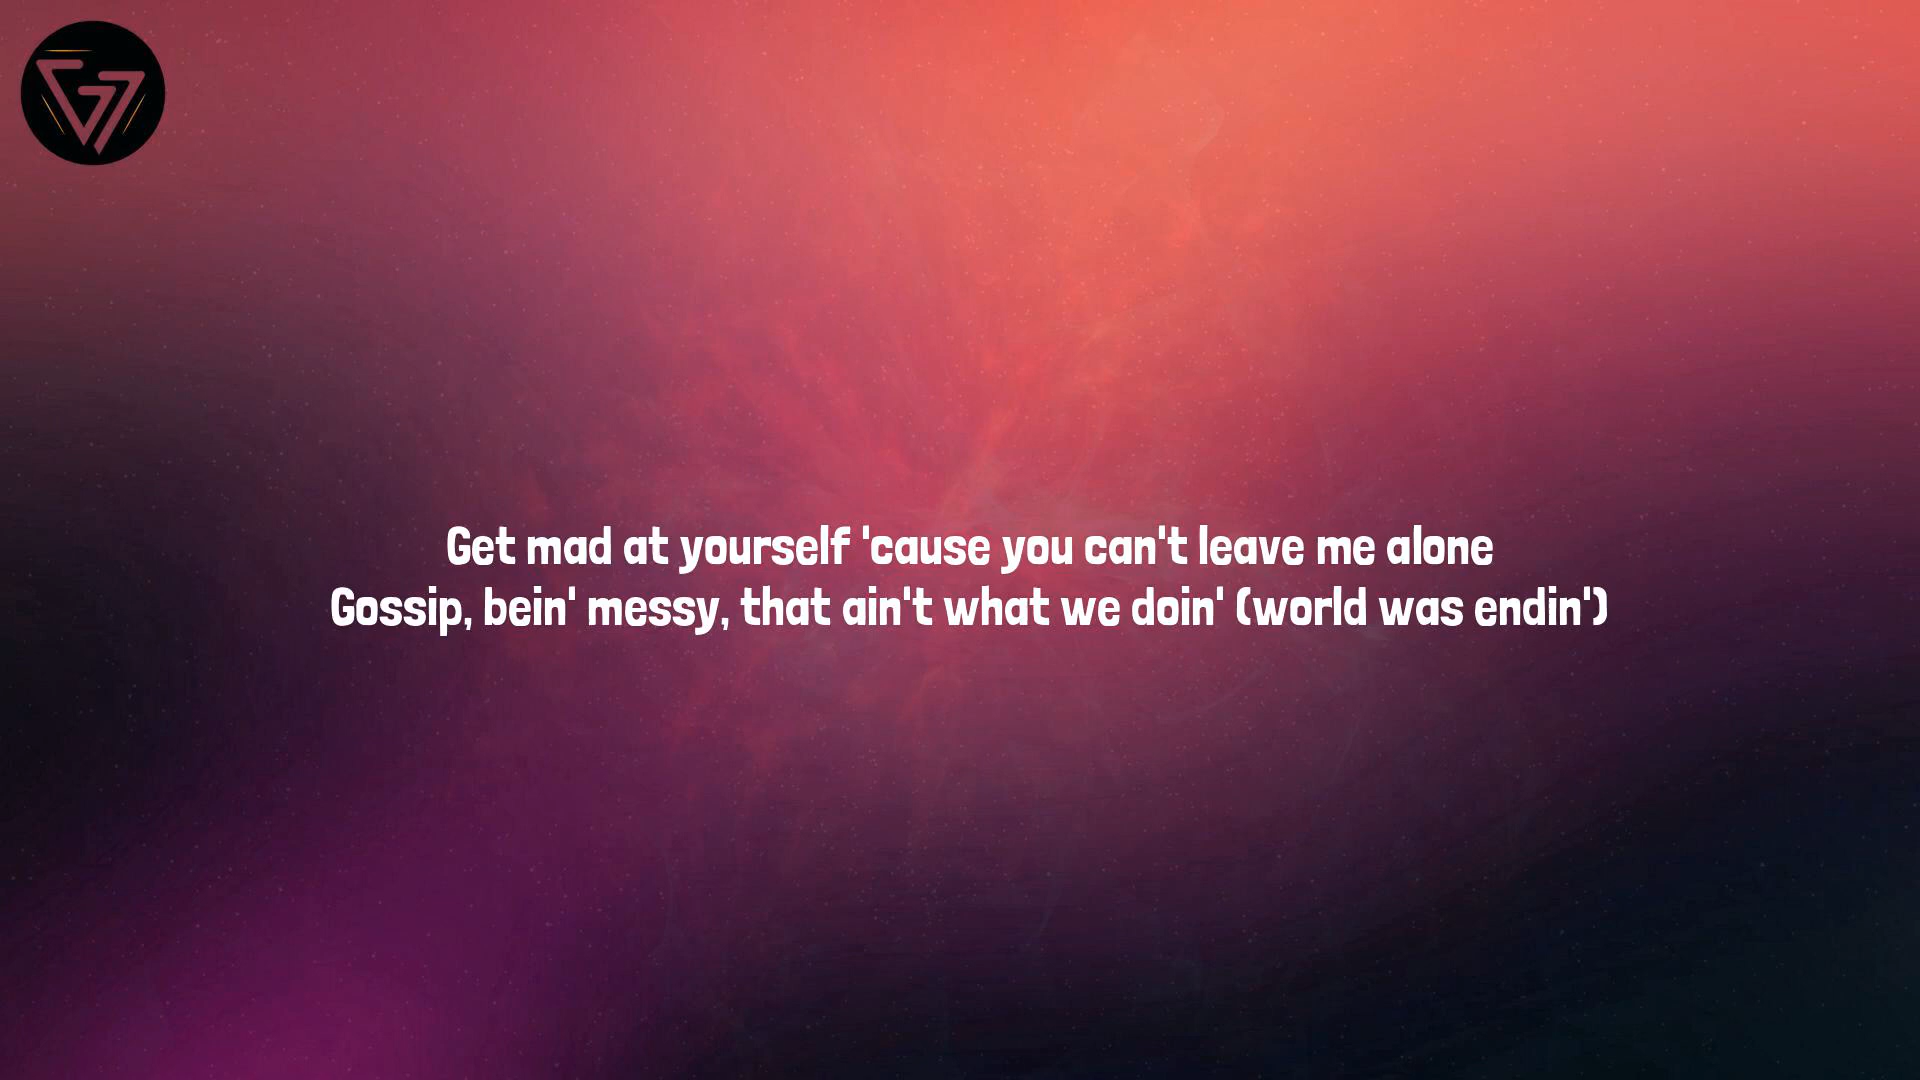 Get mad at yourself 'cause you can't leave me alone
Gossip, bein' messy, that ain't what we doin' (world was endin')